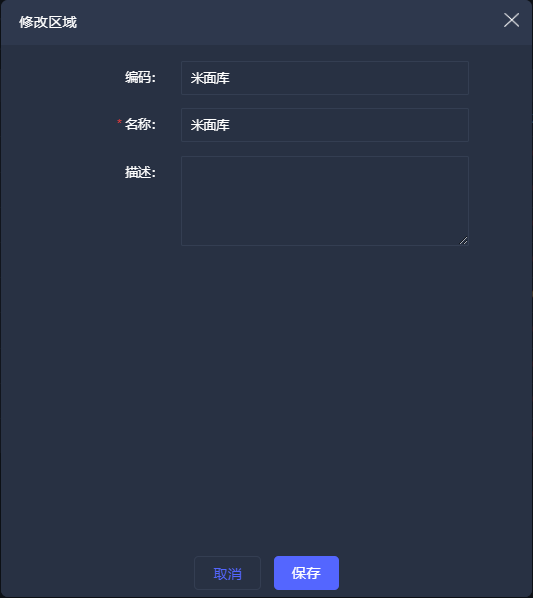 修改区域
编码： 米面库
* 名称： 米面库
描述：
取消 保存